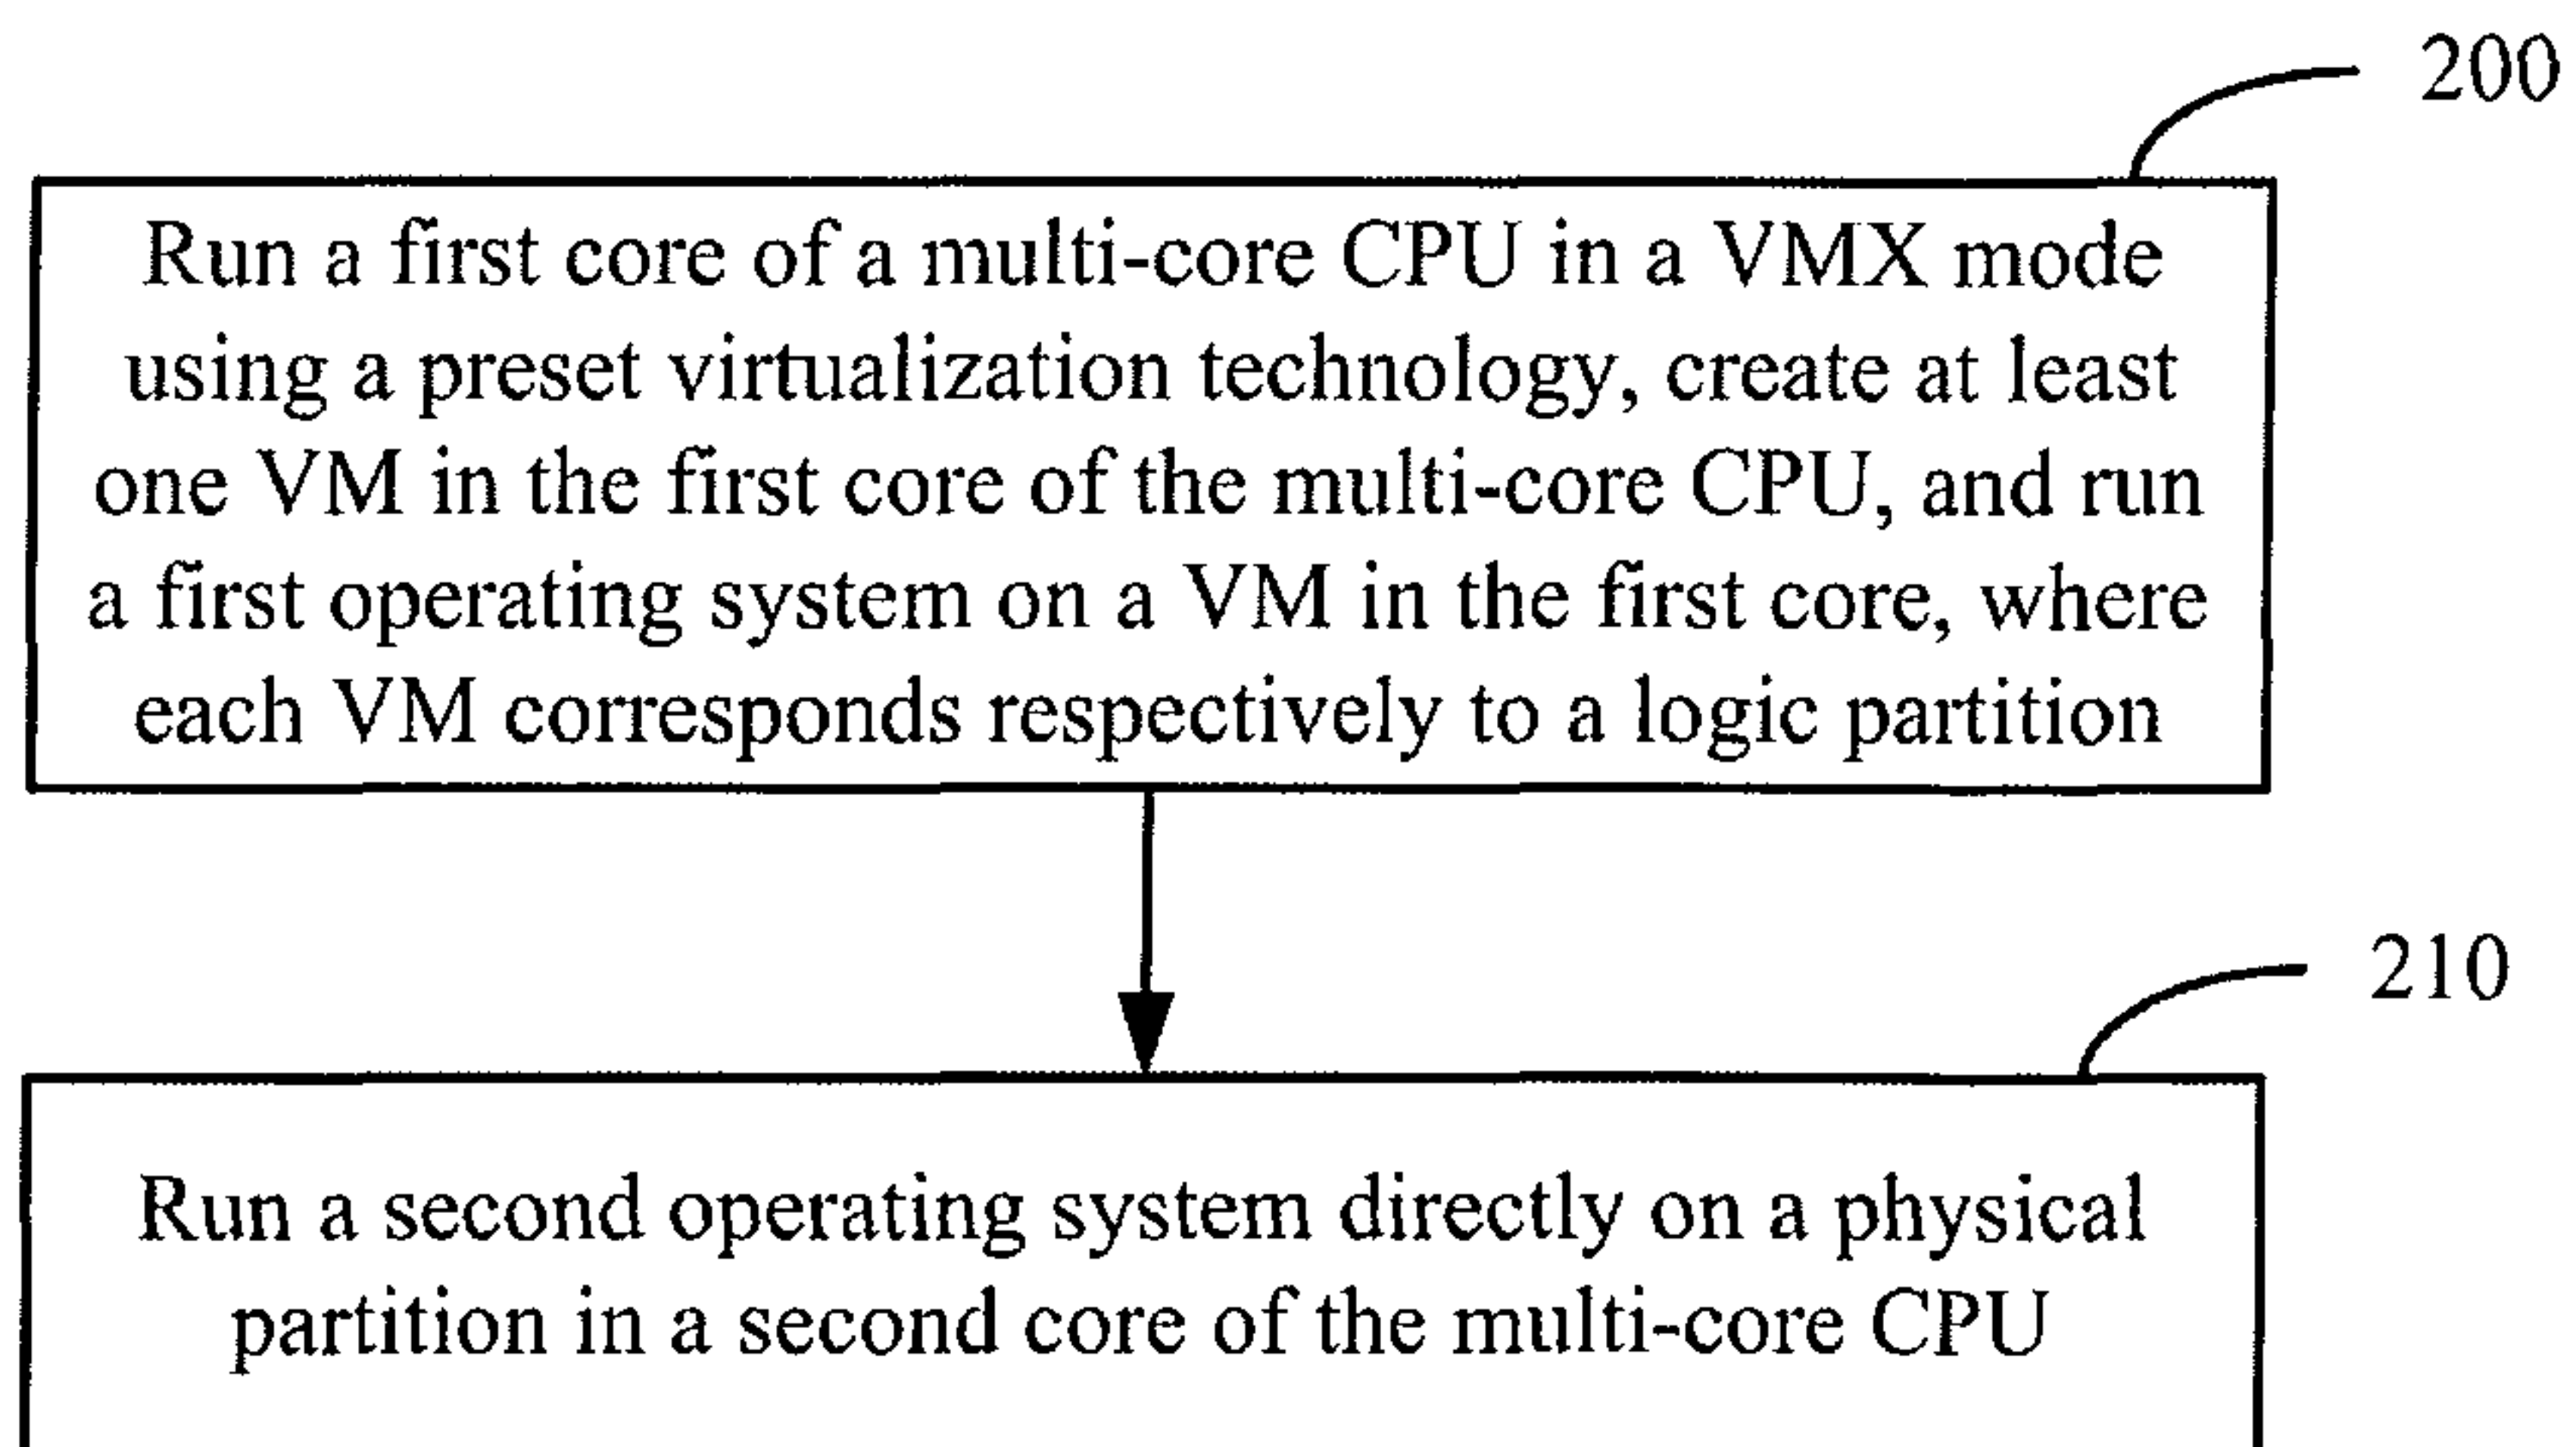 200
Run a first core of a multi-core CPU in a VMX mode
using a preset virtualization technology, create at least
one VM in the first core of the multi-core CPU, and run
a first operating system on a VM in the first core, where
each VM corresponds respectively to a logic partition
210
Run a second operating system directly on a physical
partition in a second core of the multi-core CPU